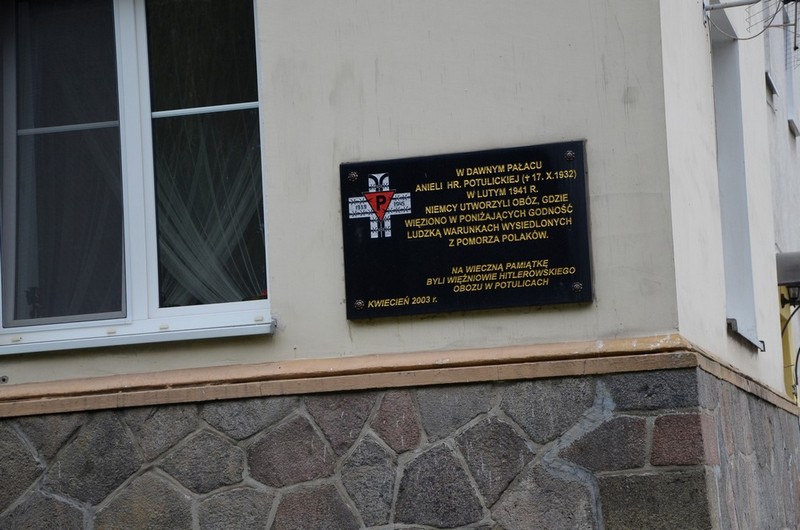 W DAWNYM PAŁACU
ANIELI HR. POTULICKIEJ († 17. X.1932)
W LUTYM 1941 R.
NIEMCY UTWORZYLI OBÓZ, GDZIE
WIĘZIONO W PONIŻAJĄCYCH GODNOŚĆ
LUDZKĄ WARUNKACH WYSIEDLONYCH
Z POMORZA POLAKÓW.
P
NA WIECZNĄ PAMIĄTKĘ
BYLI WIĘŹNIOWIE HITLEROWSKIEGO
OBOZU W POTULICACH
KWIECIEŃ 2003 r.